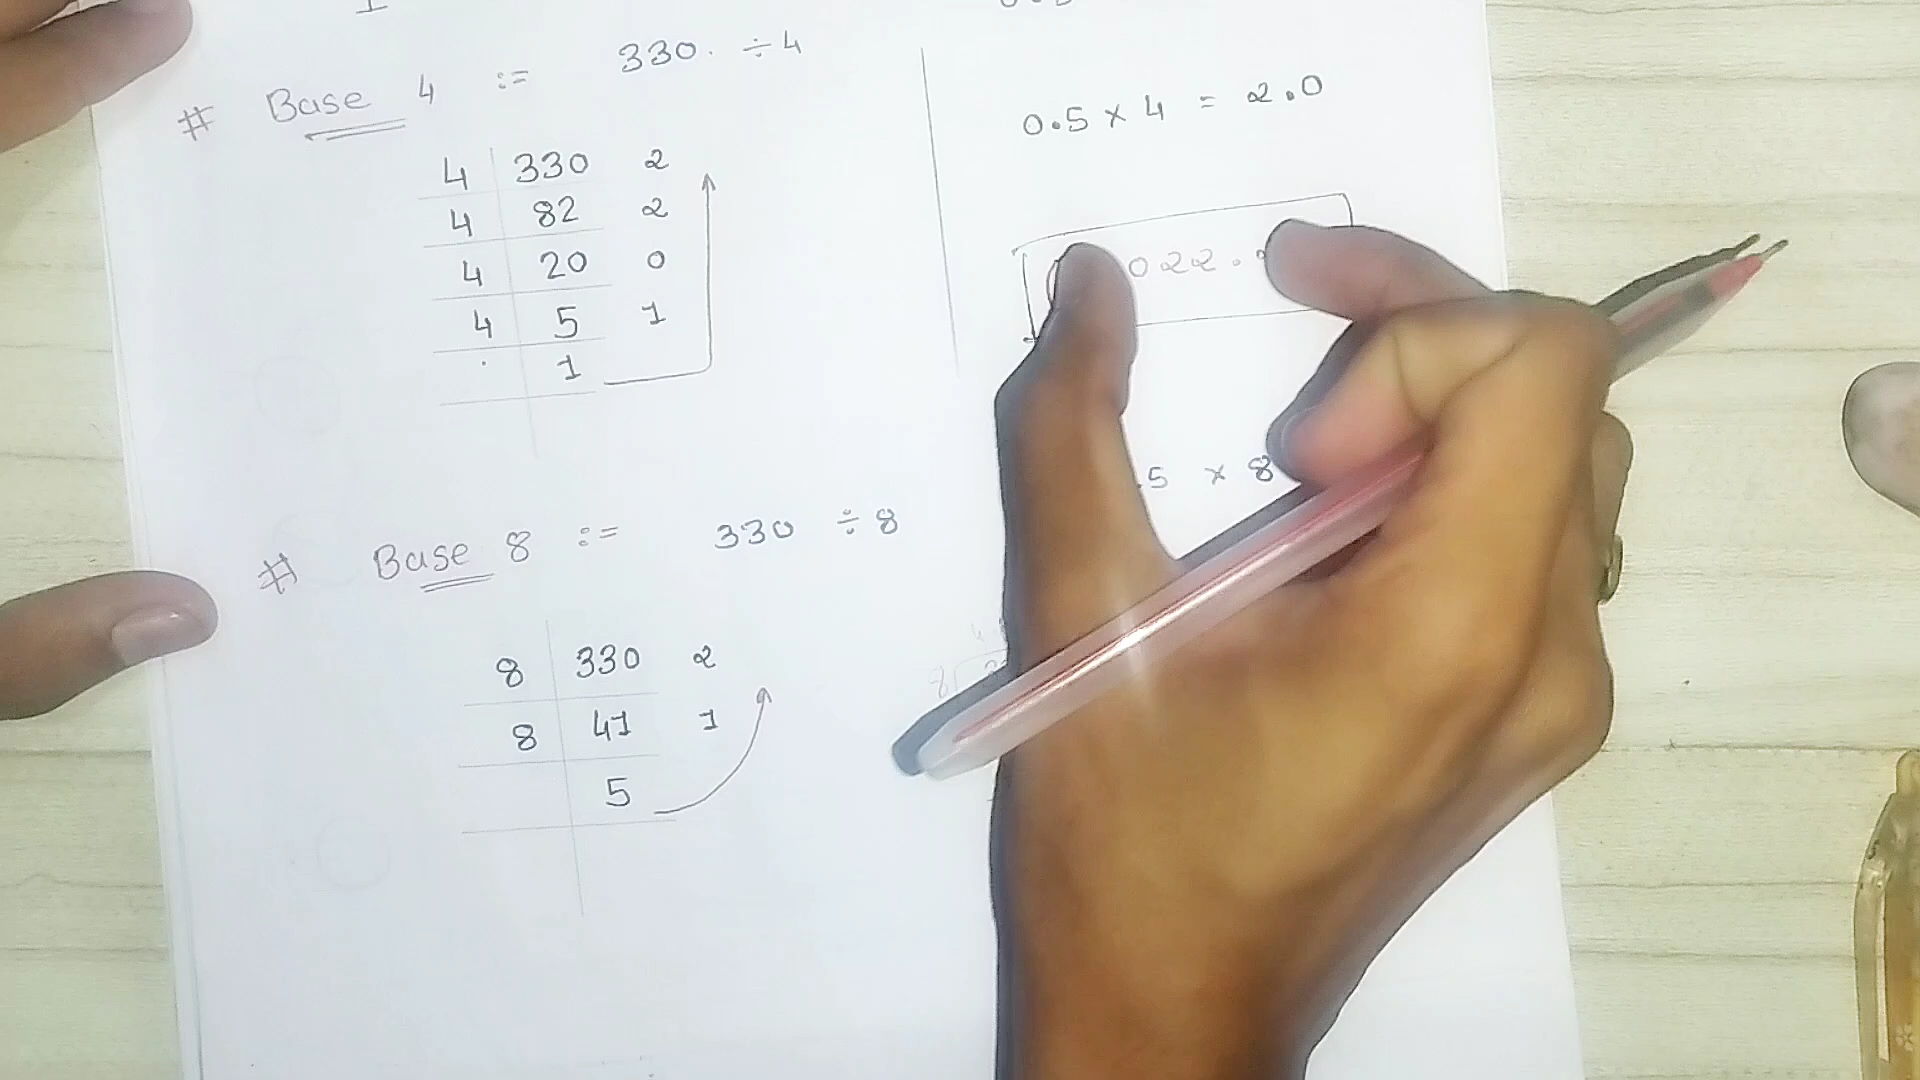 # Base 4 := 330. ÷ 4
4 330 2
4 82 2
4 20 0
4 5 1
1
0.5 × 4 = 2.0
022.
# Base 8 := 330 ÷ 8
8 330 2
8 41 1
5
.5 × 8
8